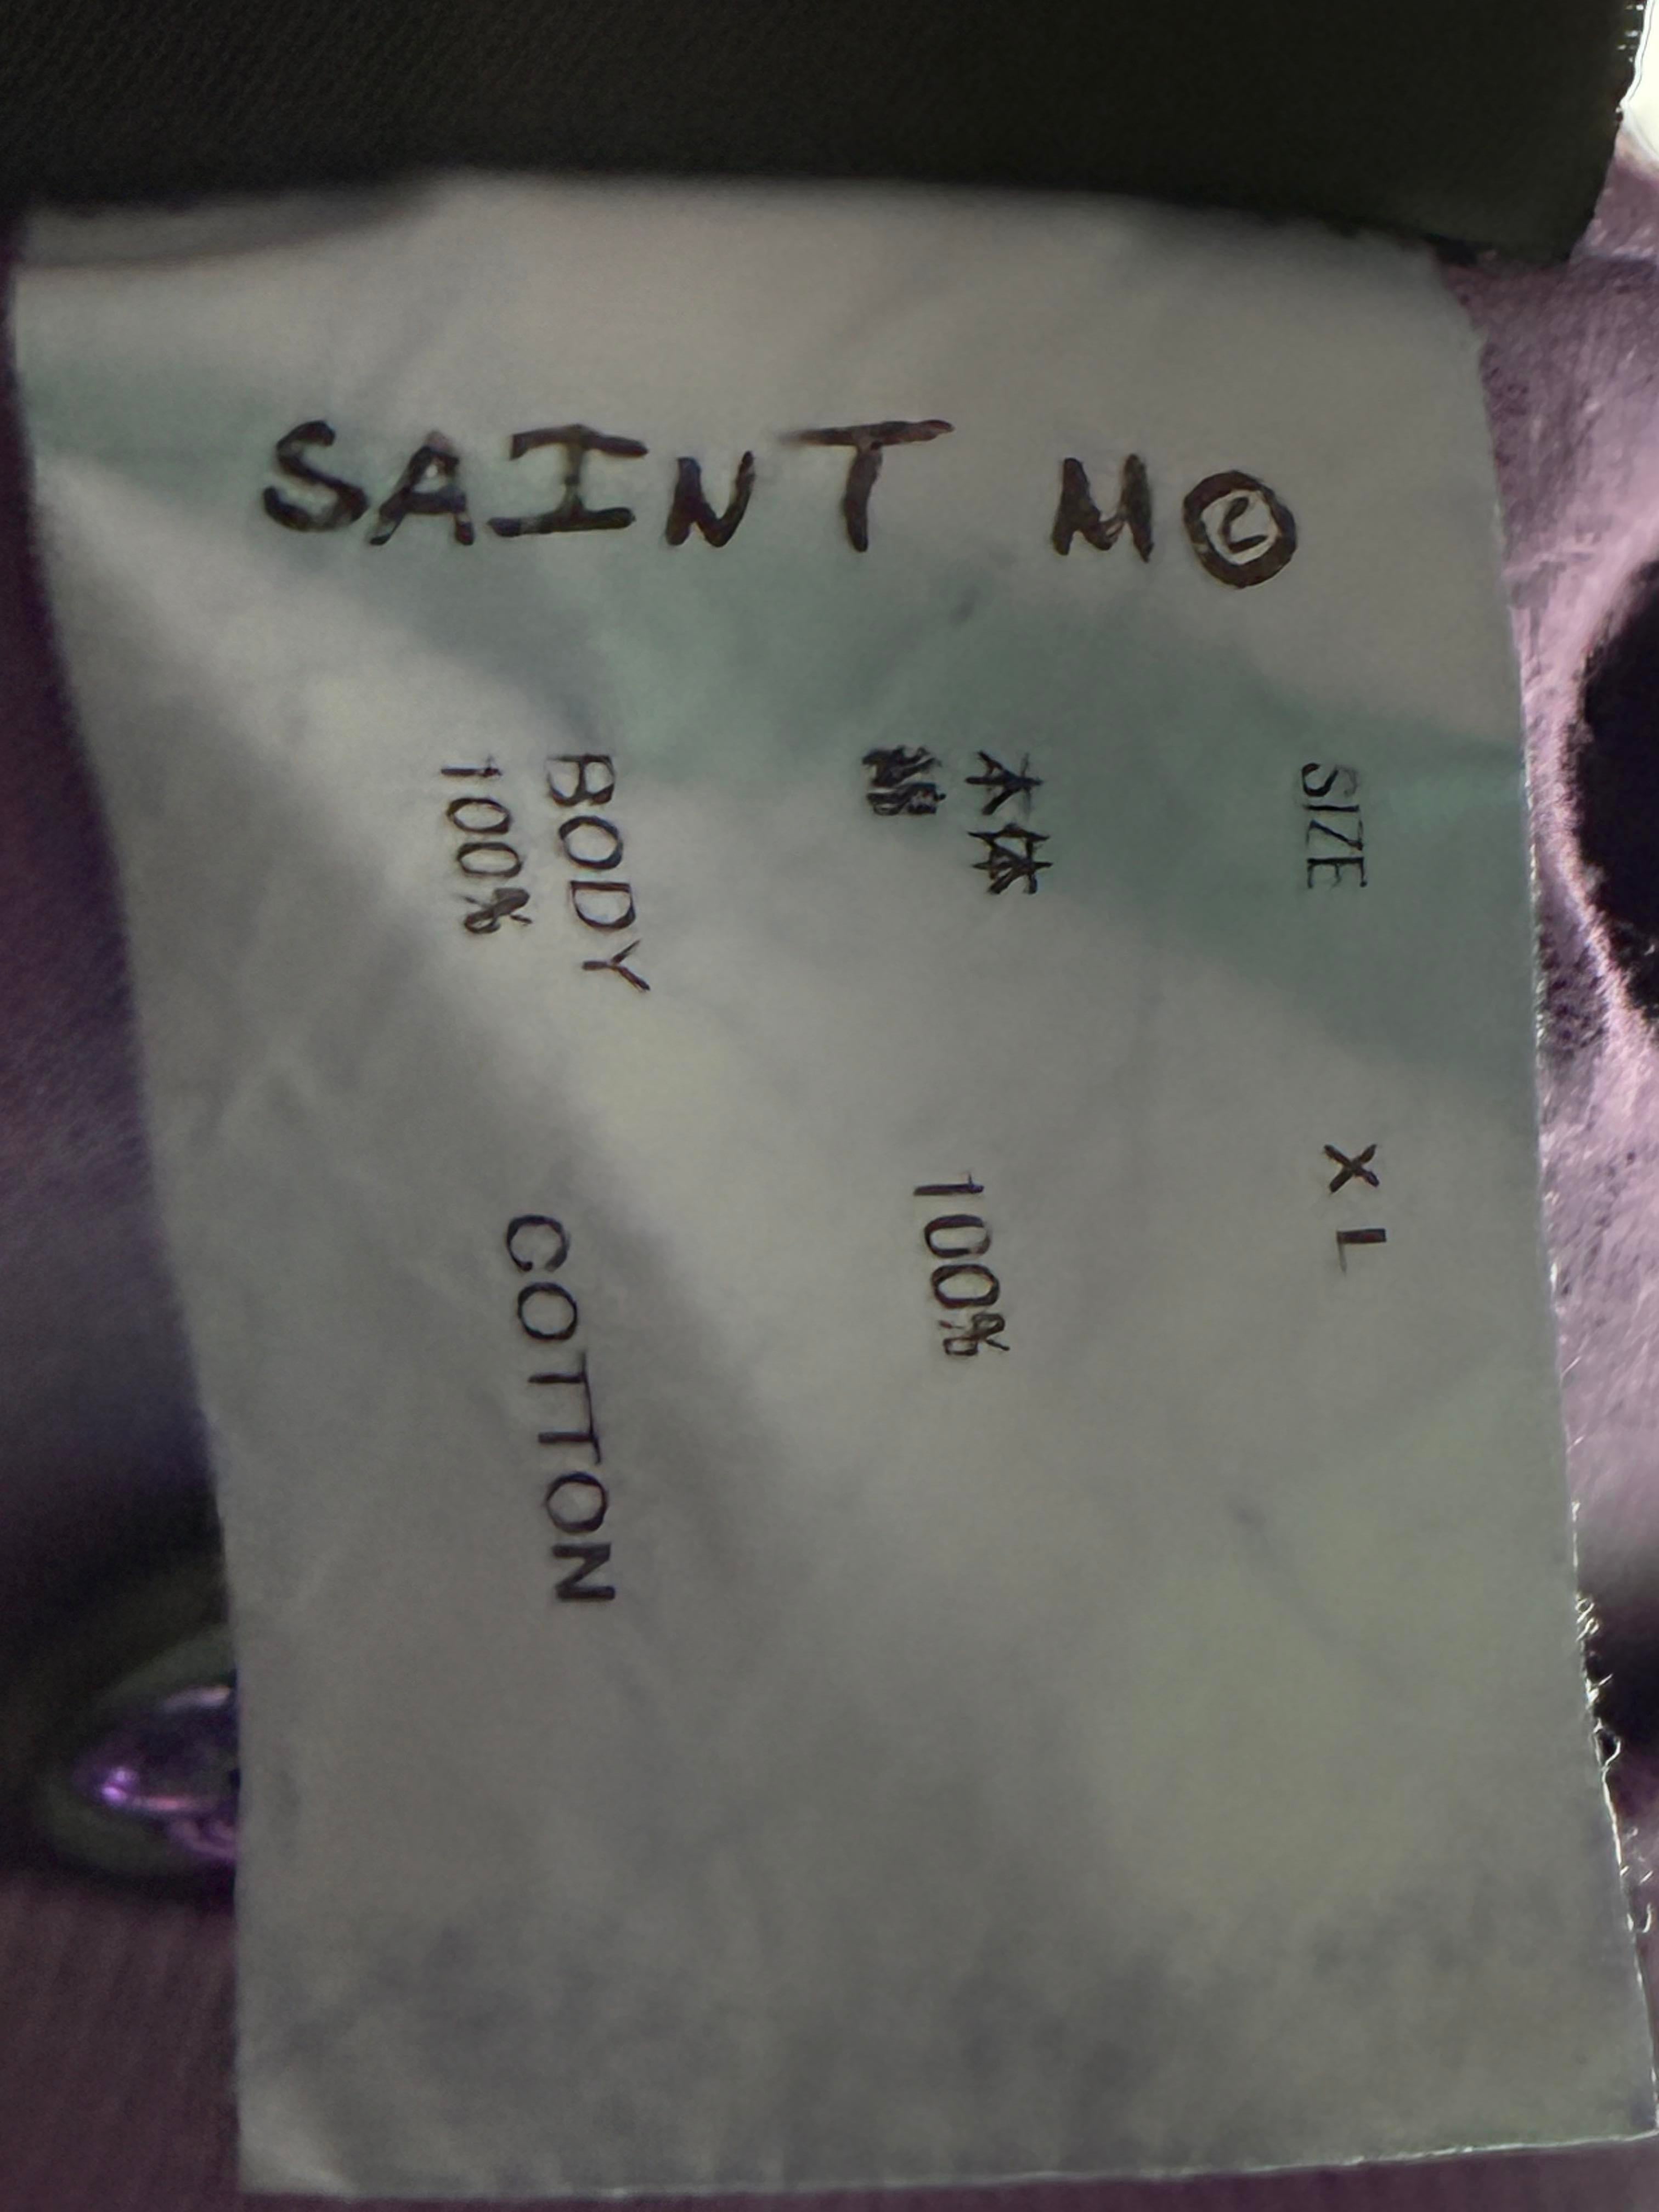 SAINT M©
SIZE XL
本体
綿 100%
BODY
100% COTTON